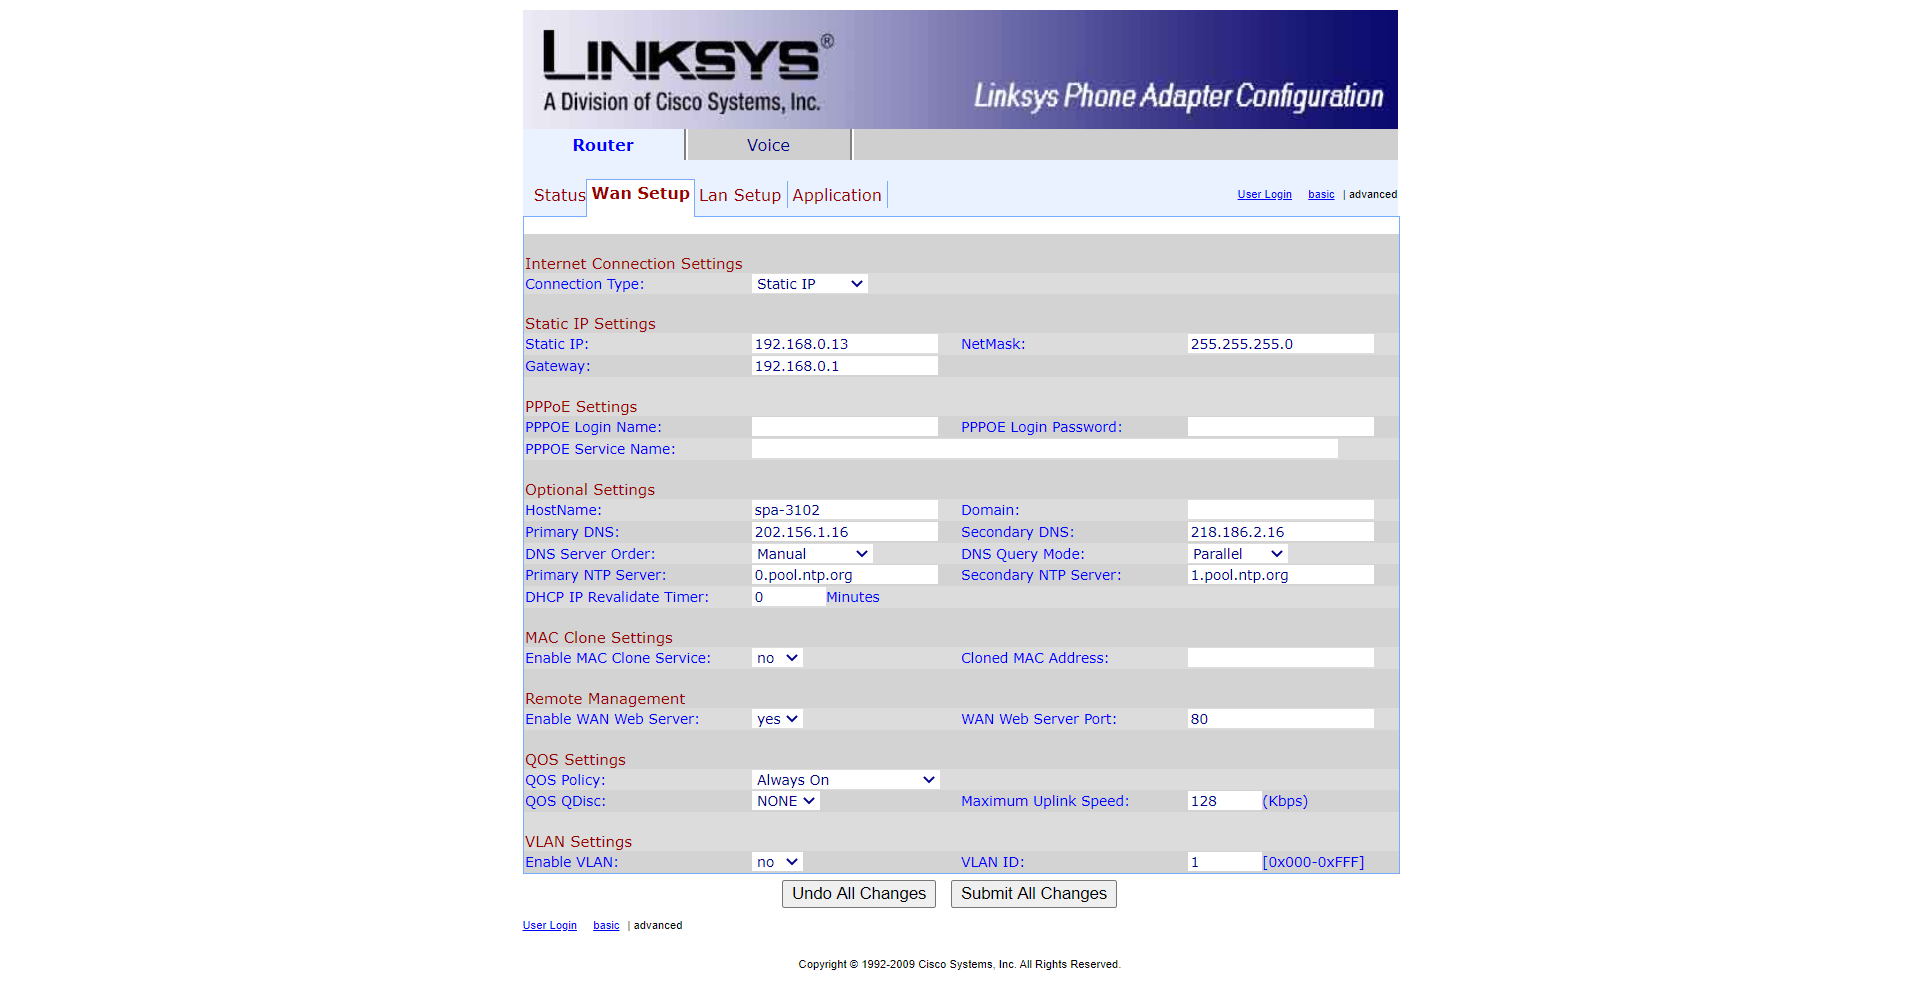 LINKSYS®
A Division of Cisco Systems, Inc.
Linksys Phone Adapter Configuration
Router Voice
Status Wan Setup Lan Setup Application User Login basic | advanced
Internet Connection Settings
Connection Type: Static IP
Static IP Settings
Static IP: 192.168.0.13 NetMask: 255.255.255.0
Gateway: 192.168.0.1
PPPoE Settings
PPPOE Login Name: PPPOE Login Password:
PPPOE Service Name:
Optional Settings
HostName: spa-3102 Domain:
Primary DNS: 202.156.1.16 Secondary DNS: 218.186.2.16
DNS Server Order: Manual DNS Query Mode: Parallel
Primary NTP Server: 0.pool.ntp.org Secondary NTP Server: 1.pool.ntp.org
DHCP IP Revalidate Timer: 0 Minutes
MAC Clone Settings
Enable MAC Clone Service: no Cloned MAC Address:
Remote Management
Enable WAN Web Server: yes WAN Web Server Port: 80
QOS Settings
QOS Policy: Always On
QOS QDisc: NONE Maximum Uplink Speed: 128 (Kbps)
VLAN Settings
Enable VLAN: no VLAN ID: 1 [0x000-0xFFF]
Undo All Changes Submit All Changes
User Login basic | advanced
Copyright © 1992-2009 Cisco Systems, Inc. All Rights Reserved.